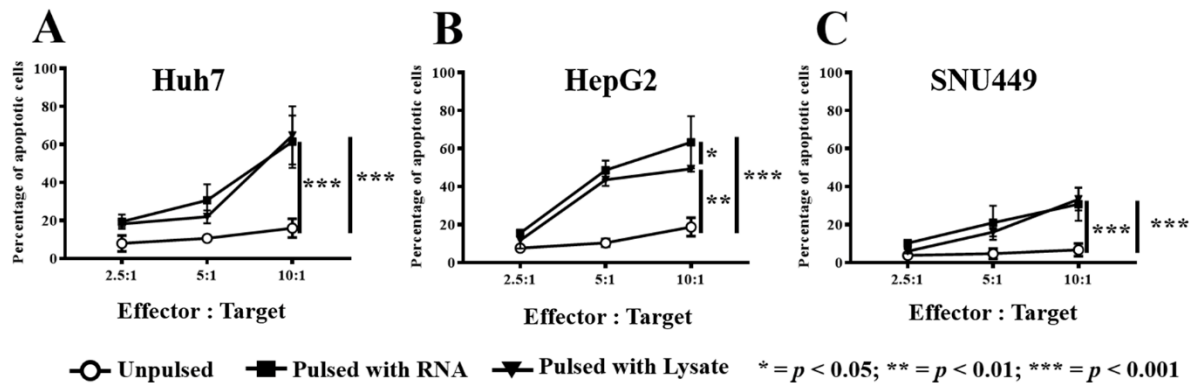 A
B
C
Huh7
HepG2
SNU449
Percentage of apoptotic cells
100
80
60
40
20
0
2.5:1
5:1
10:1
***
***
Effector : Target
Percentage of apoptotic cells
100
80
60
40
20
0
2.5:1
5:1
10:1
*
**
***
Effector : Target
Percentage of apoptotic cells
100
80
60
40
20
0
2.5:1
5:1
10:1
***
***
Effector : Target
Unpulsed Pulsed with RNA Pulsed with Lysate * = p < 0.05; ** = p < 0.01; *** = p < 0.001